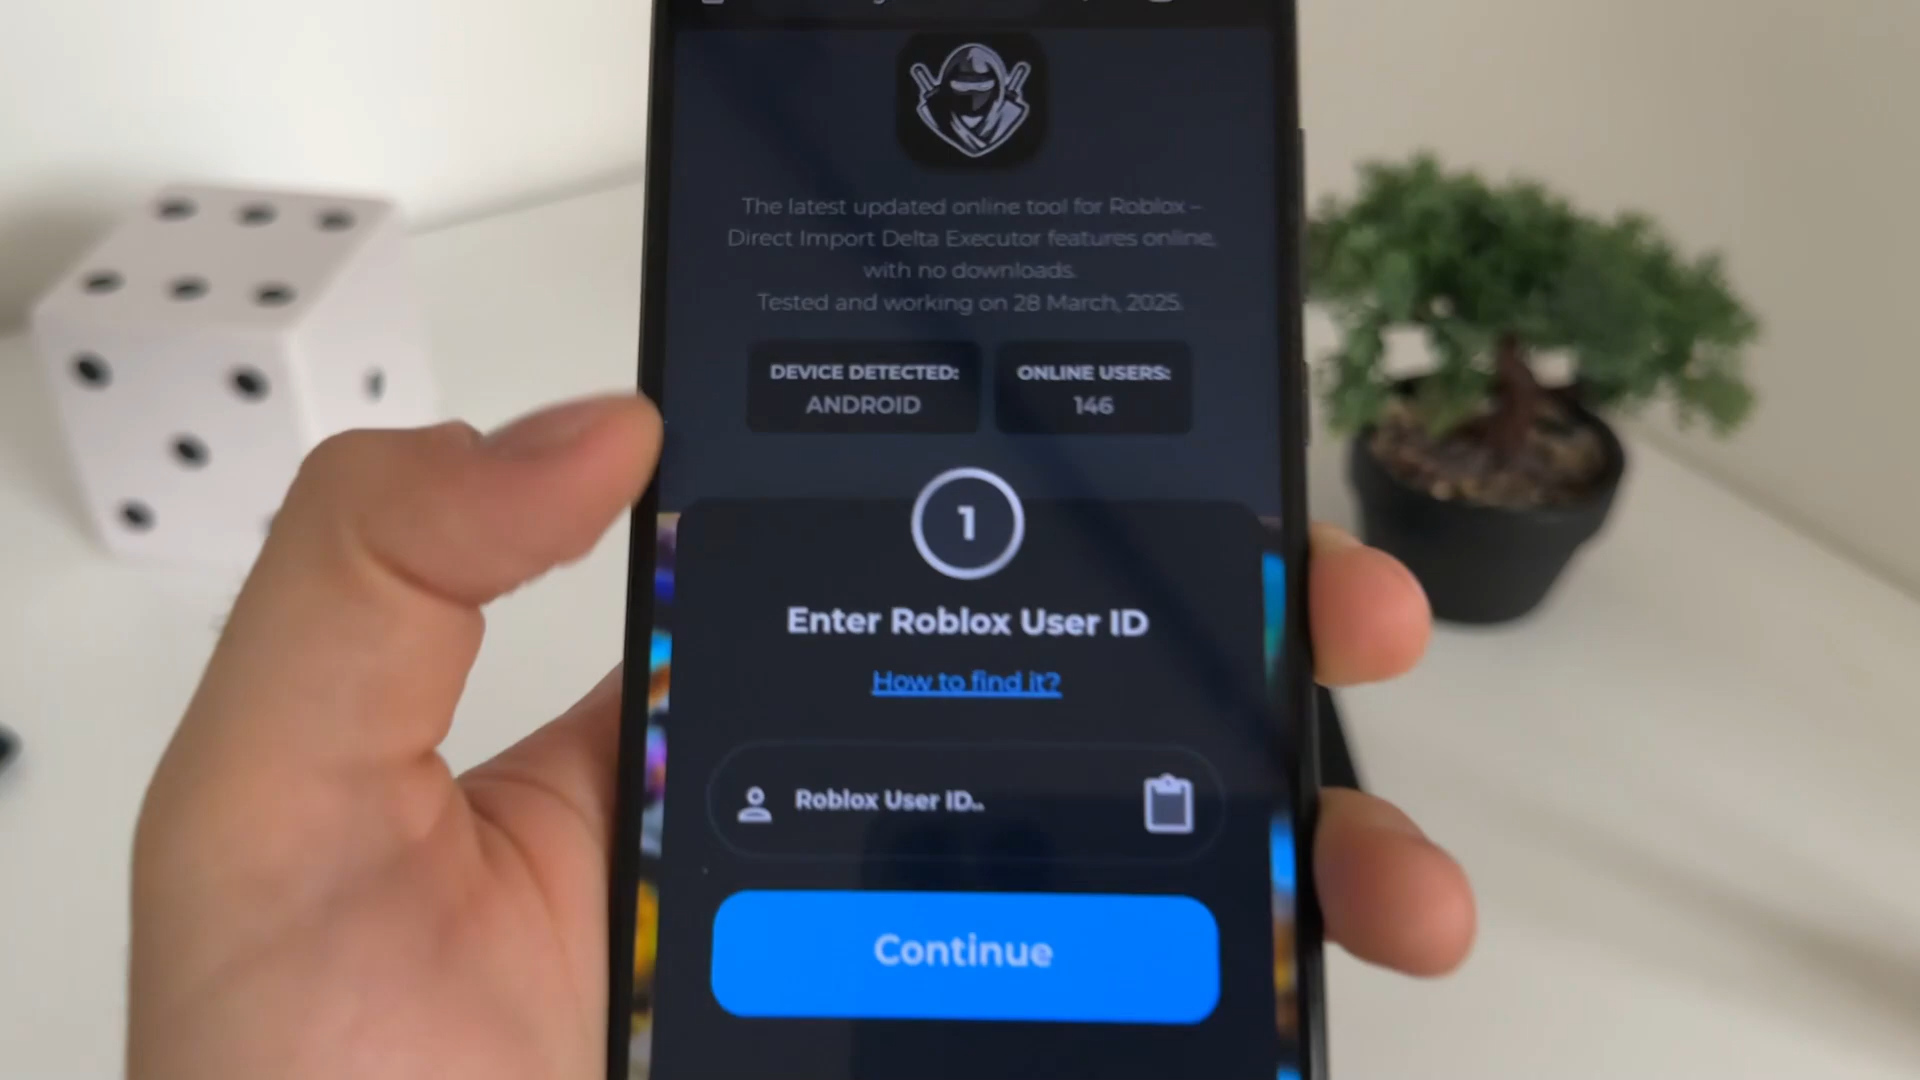 The latest updated online tool for Roblox –
Direct Import Delta Executor features online,
with no downloads.
Tested and working on 28 March, 2025.
DEVICE DETECTED:
ANDROID
ONLINE USERS:
146
1
Enter Roblox User ID
How to find it?
Roblox User ID..
Continue